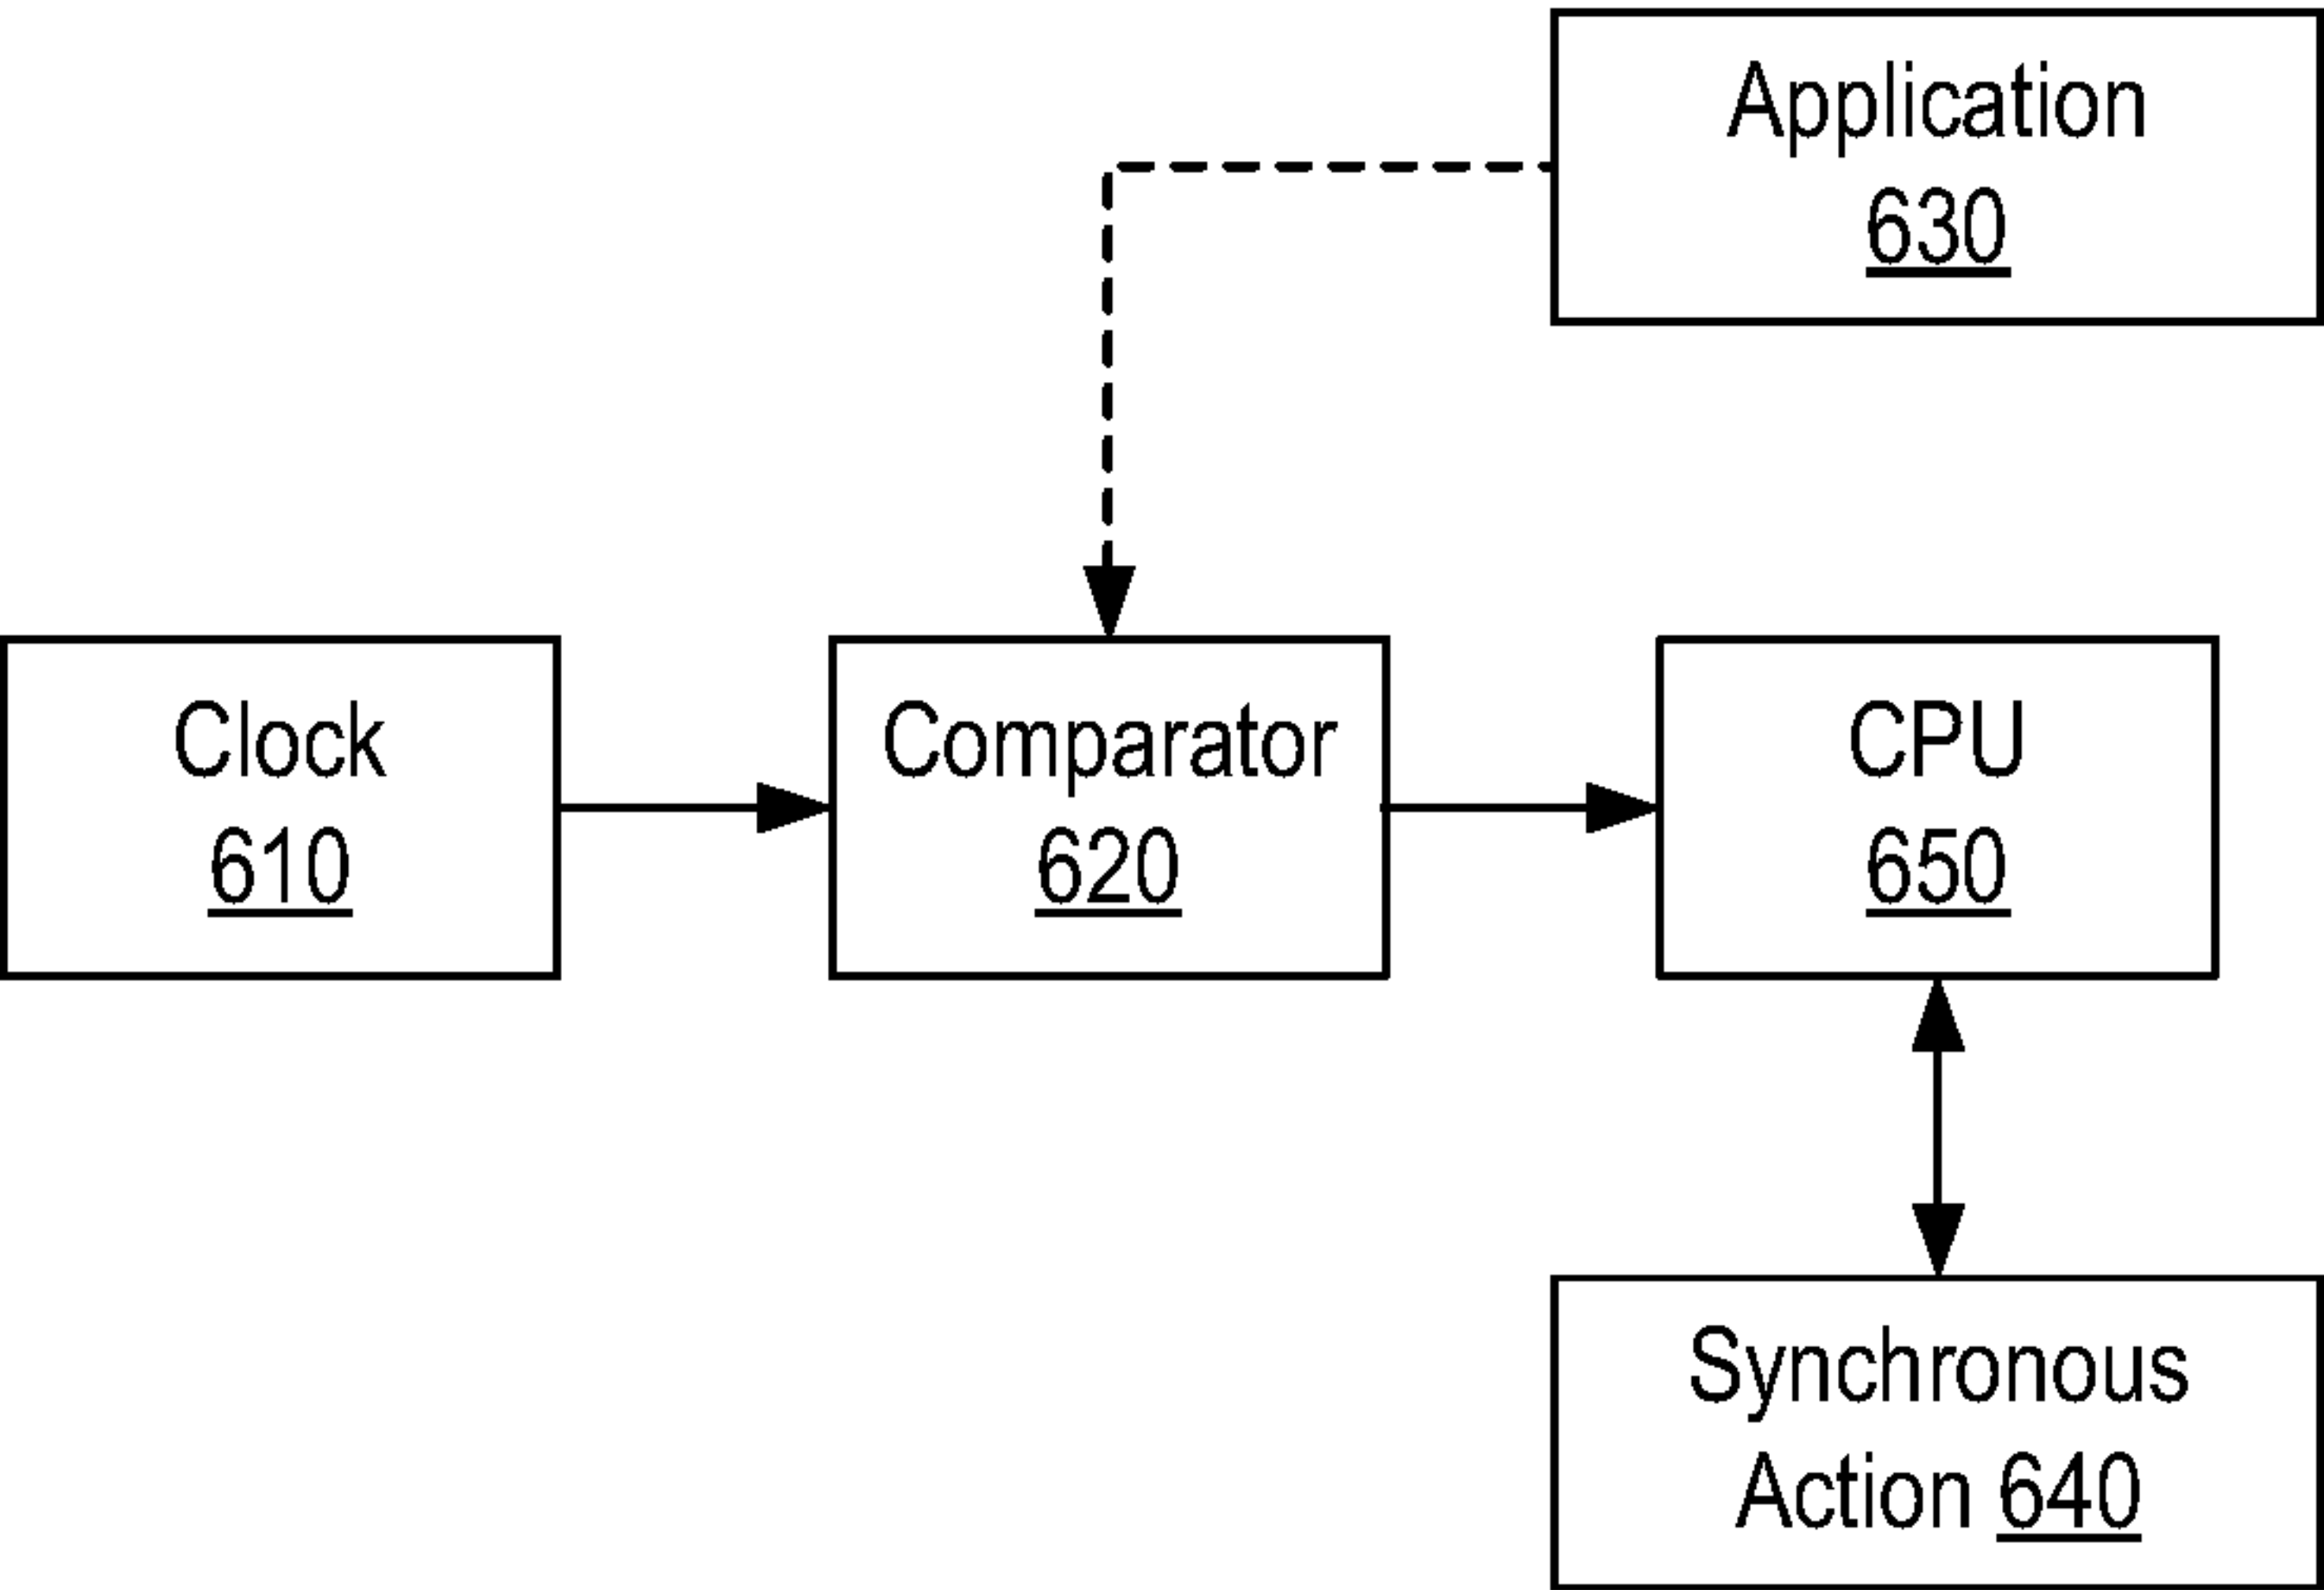 Application
630
Clock
610
Comparator
620
CPU
650
Synchronous
Action 640